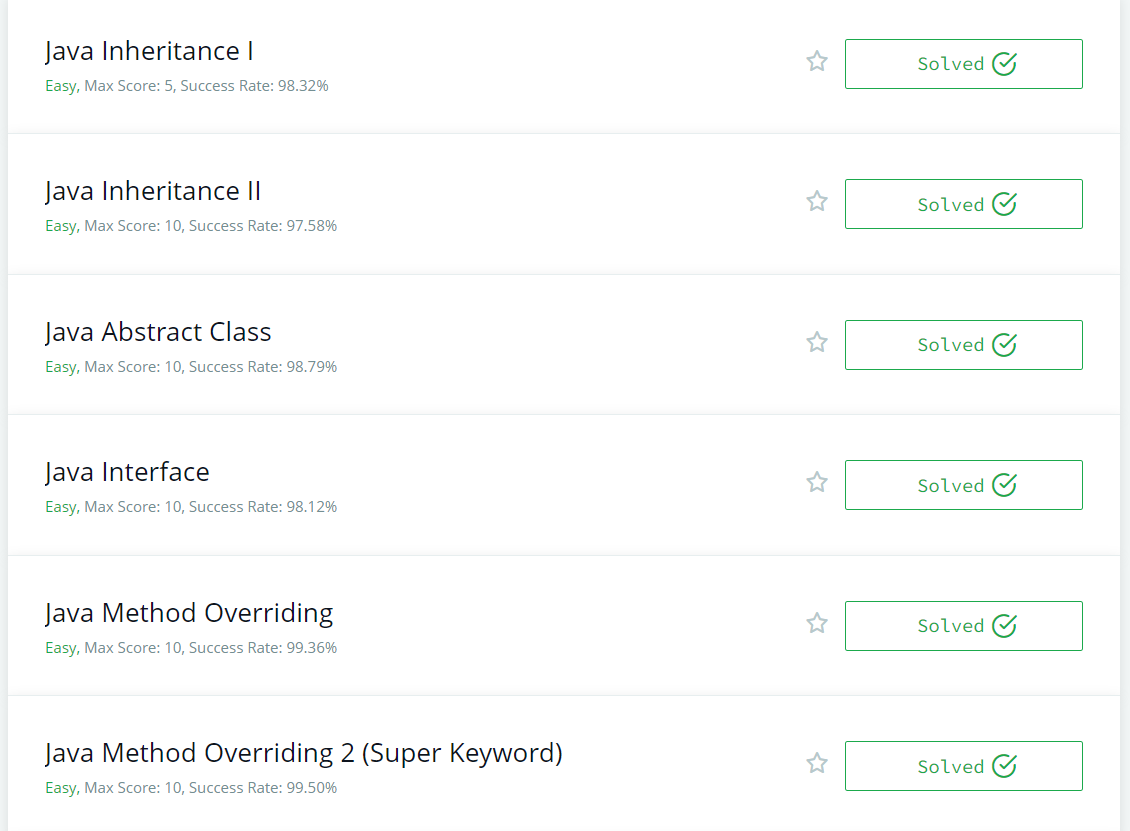 Java Inheritance I
Easy, Max Score: 5, Success Rate: 98.32%
Solved
Java Inheritance II
Easy, Max Score: 10, Success Rate: 97.58%
Solved
Java Abstract Class
Easy, Max Score: 10, Success Rate: 98.79%
Solved
Java Interface
Easy, Max Score: 10, Success Rate: 98.12%
Solved
Java Method Overriding
Easy, Max Score: 10, Success Rate: 99.36%
Solved
Java Method Overriding 2 (Super Keyword)
Easy, Max Score: 10, Success Rate: 99.50%
Solved